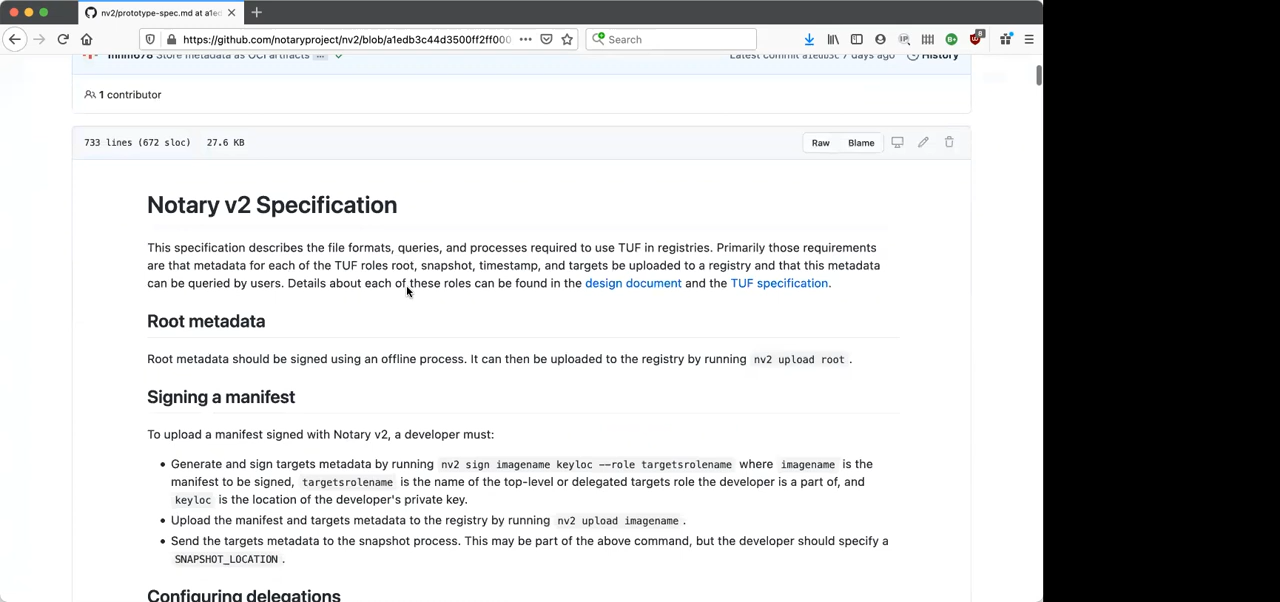 nv2/prototype-spec.md at a1ed
https://github.com/notaryproject/nv2/blob/a1edb3c44d3500ff2ff000
Search
8
mnm678 Store metadata as OCI artifacts
Latest commit a1edb3c 7 days ago
History
1 contributor
733 lines (672 sloc) 27.6 KB
Raw
Blame
Notary v2 Specification
This specification describes the file formats, queries, and processes required to use TUF in registries. Primarily those requirements
are that metadata for each of the TUF roles root, snapshot, timestamp, and targets be uploaded to a registry and that this metadata
can be queried by users. Details about each of these roles can be found in the design document and the TUF specification.
Root metadata
Root metadata should be signed using an offline process. It can then be uploaded to the registry by running nv2 upload root .
Signing a manifest
To upload a manifest signed with Notary v2, a developer must:
• Generate and sign targets metadata by running nv2 sign imagename keyloc --role targetsrolename where imagename is the
manifest to be signed, targetsrolename is the name of the top-level or delegated targets role the developer is a part of, and
keyloc is the location of the developer's private key.
• Upload the manifest and targets metadata to the registry by running nv2 upload imagename .
• Send the targets metadata to the snapshot process. This may be part of the above command, but the developer should specify a
SNAPSHOT_LOCATION .
Configuring delegations